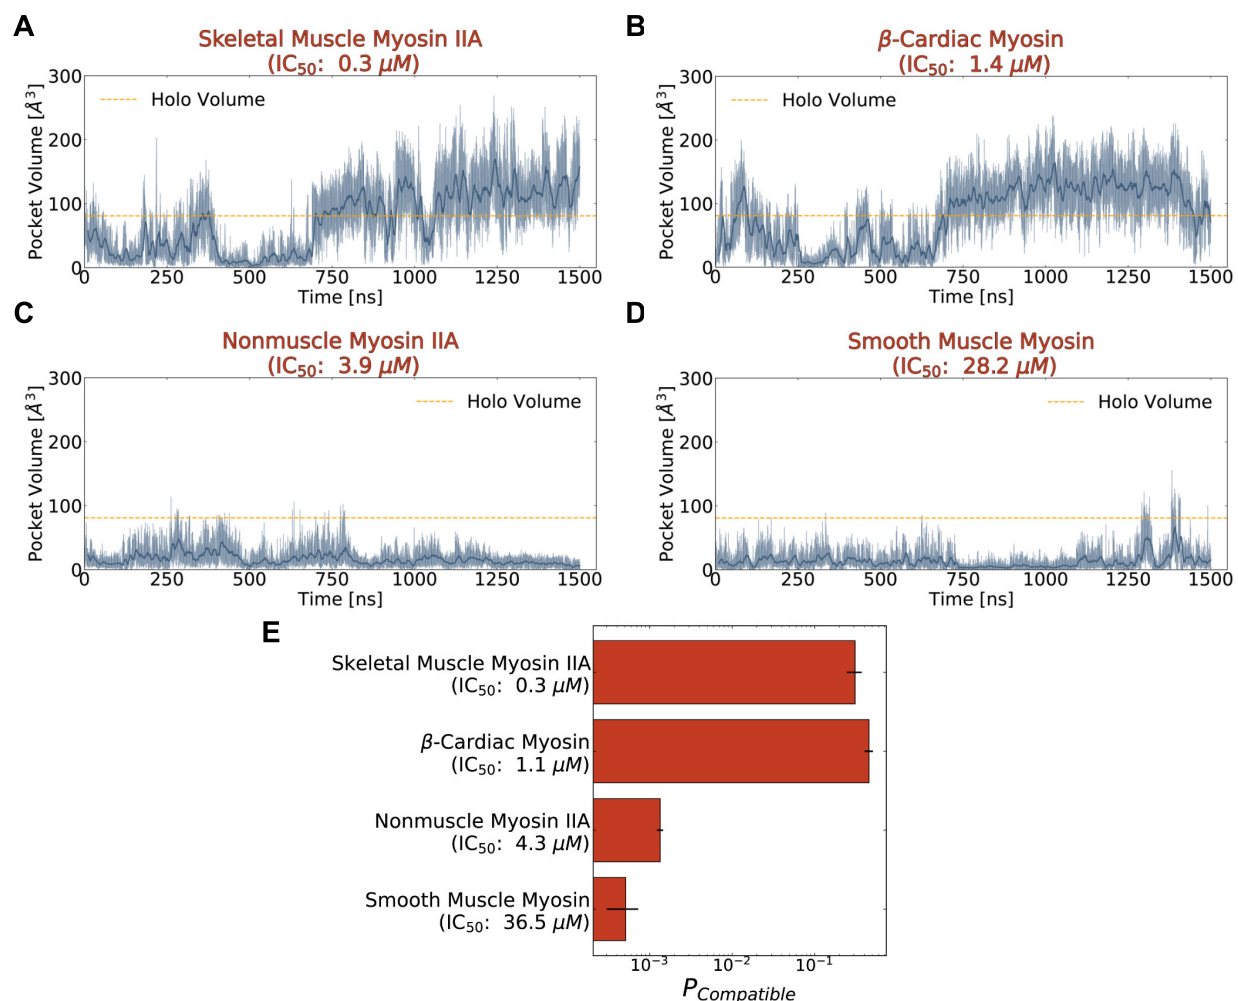 A
Skeletal Muscle Myosin IIA
(IC50: 0.3 μM)
Pocket Volume [Å3]
300
200
100
0
Holo Volume
0 250 500 750 1000 1250 1500
Time [ns]
B
β-Cardiac Myosin
(IC50: 1.4 μM)
Pocket Volume [Å3]
300
200
100
0
Holo Volume
0 250 500 750 1000 1250 1500
Time [ns]
C
Nonmuscle Myosin IIA
(IC50: 3.9 μM)
Pocket Volume [Å3]
300
200
100
0
Holo Volume
0 250 500 750 1000 1250 1500
Time [ns]
D
Smooth Muscle Myosin
(IC50: 28.2 μM)
Pocket Volume [Å3]
300
200
100
0
Holo Volume
0 250 500 750 1000 1250 1500
Time [ns]
E
Skeletal Muscle Myosin IIA
(IC50: 0.3 μM)
β-Cardiac Myosin
(IC50: 1.1 μM)
Nonmuscle Myosin IIA
(IC50: 4.3 μM)
Smooth Muscle Myosin
(IC50: 36.5 μM)
10−3 10−2 10−1
PCompatible